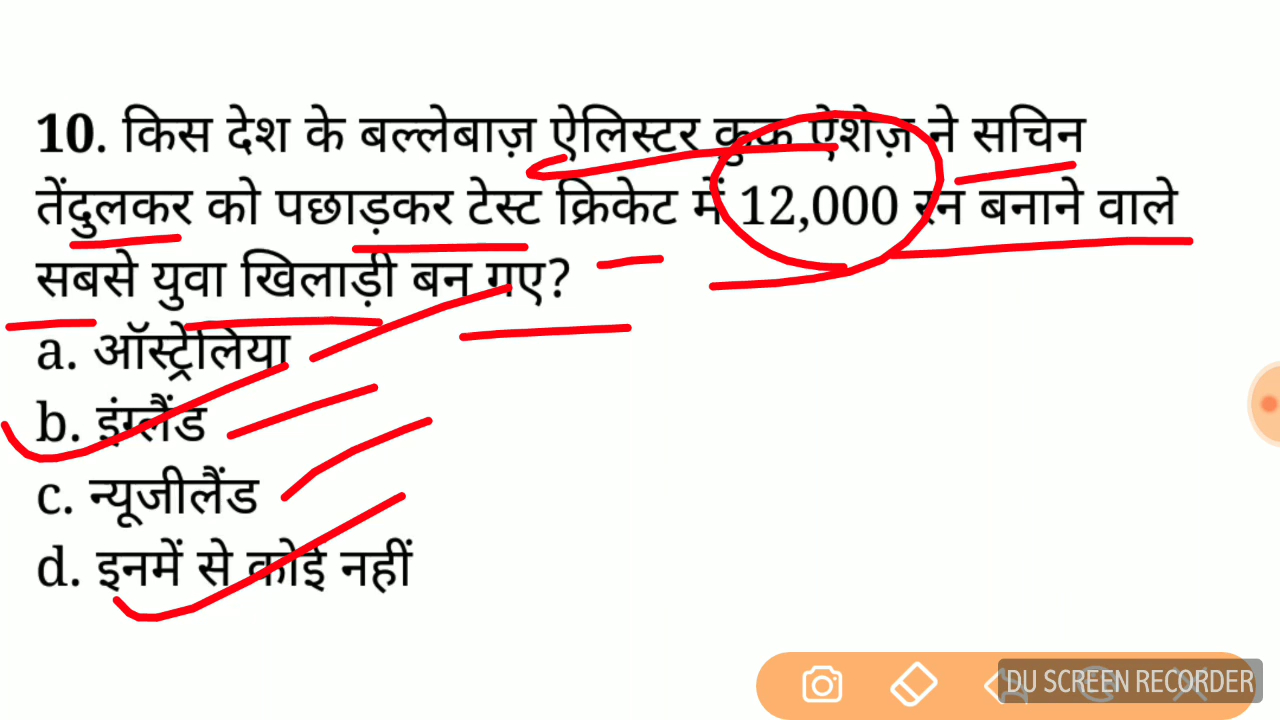 10. किस देश के बल्लेबाज़ ऐलिस्टर कुक ऐशेज़ ने सचिन
तेंदुलकर को पछाड़कर टेस्ट क्रिकेट में 12,000 रन बनाने वाले
सबसे युवा खिलाड़ी बन गए?
a. ऑस्ट्रेलिया
b. इंग्लैंड
c. न्यूजीलैंड
d. इनमें से कोई नहीं
DU SCREEN RECORDER